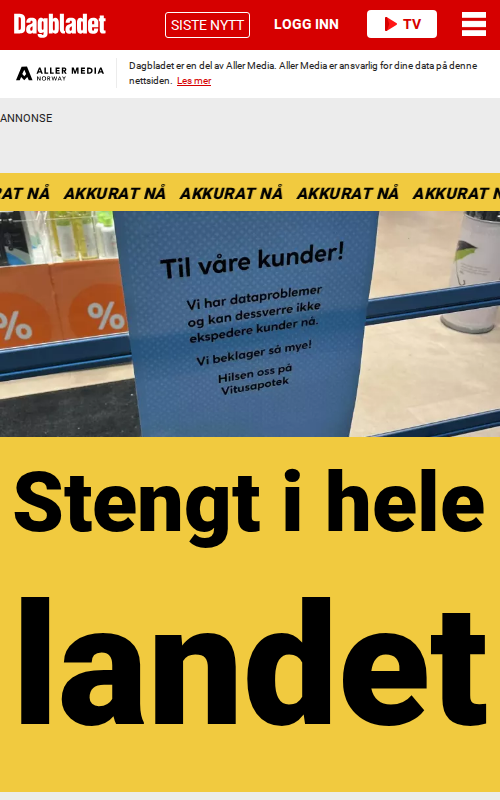 Dagbladet
SISTE NYTT
LOGG INN
TV
ALLER MEDIA
NORWAY
Dagbladet er en del av Aller Media. Aller Media er ansvarlig for dine data på denne
nettsiden. Les mer
ANNONSE
RAT NÅ AKKURAT NÅ AKKURAT NÅ AKKURAT NÅ AKKURAT N
%
%
Til våre kunder!
Vi har dataproblemer
og kan dessverre ikke
ekspedere kunder nå.
Vi beklager så mye!
Hilsen oss på
Vitusapotek
Stengt i hele
landet